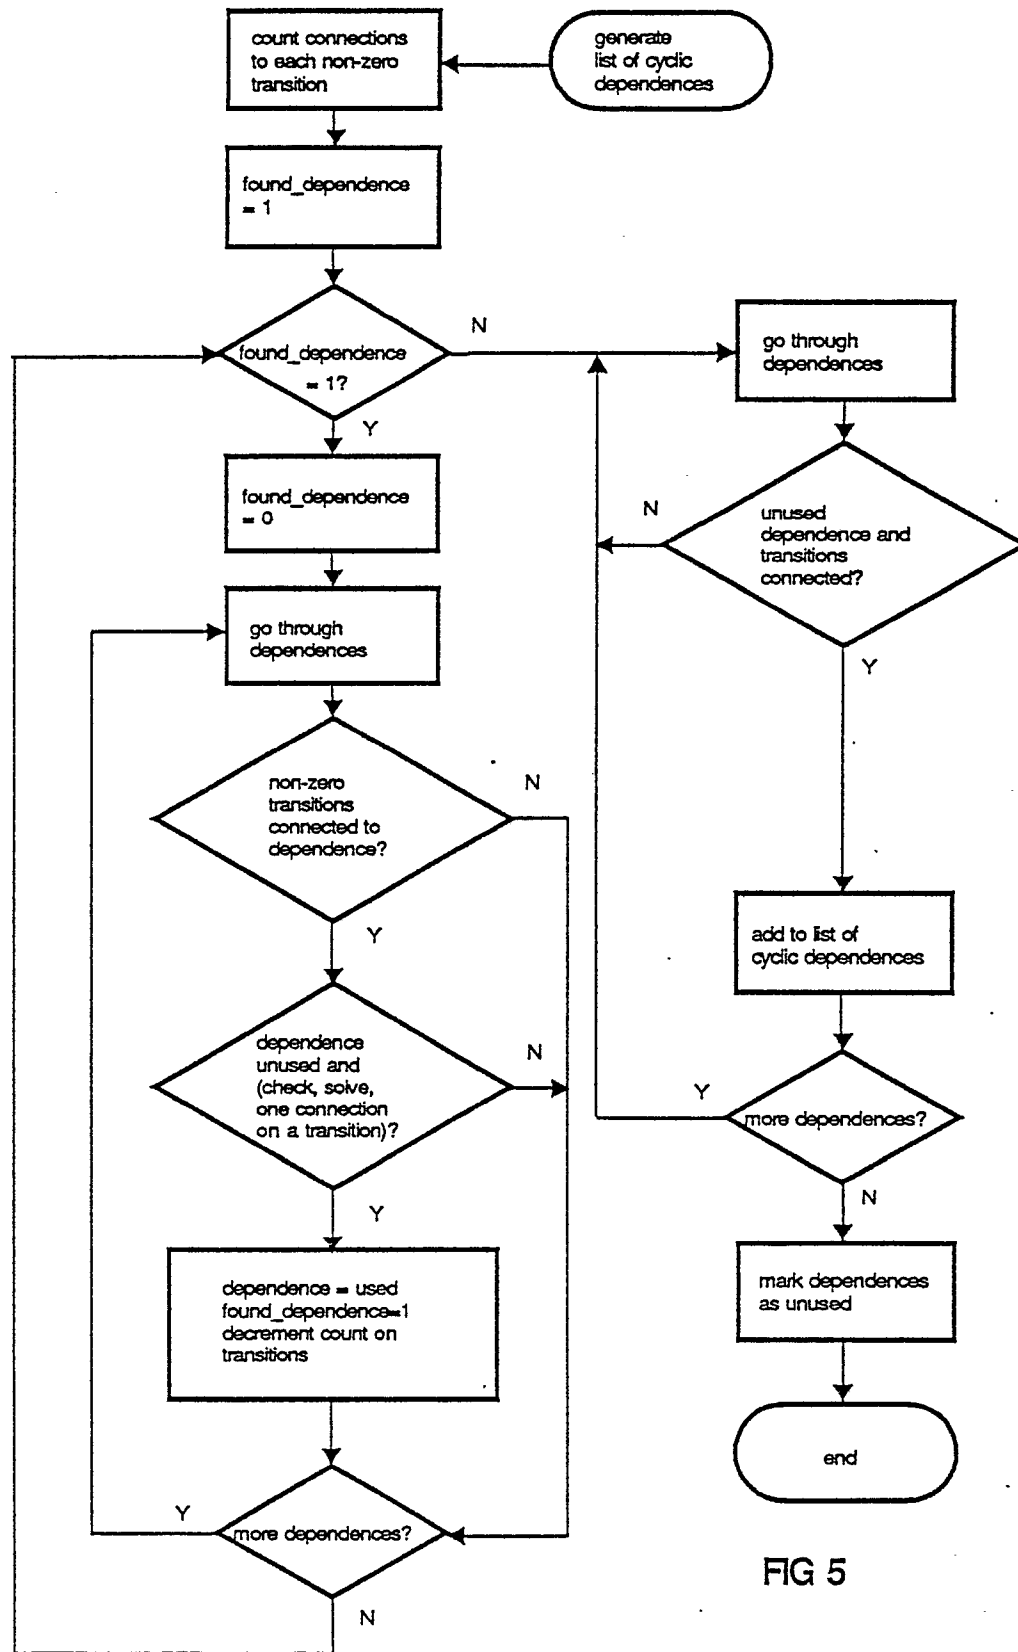 count connections
to each non-zero
transition
generate
list of cyclic
dependences
found_dependence
= 1
found_dependence
= 1?
N
Y
found_dependence
= 0
go through
dependences
non-zero
transitions
connected to
dependence?
N
Y
dependence
unused and
(check, solve,
one connection
on a transition)?
N
Y
dependence = used
found_dependence=1
decrement count on
transitions
more dependences?
Y
N
go through
dependences
unused
dependence and
transitions
connected?
N
Y
add to list of
cyclic dependences
more dependences?
Y
N
mark dependences
as unused
end
FIG 5